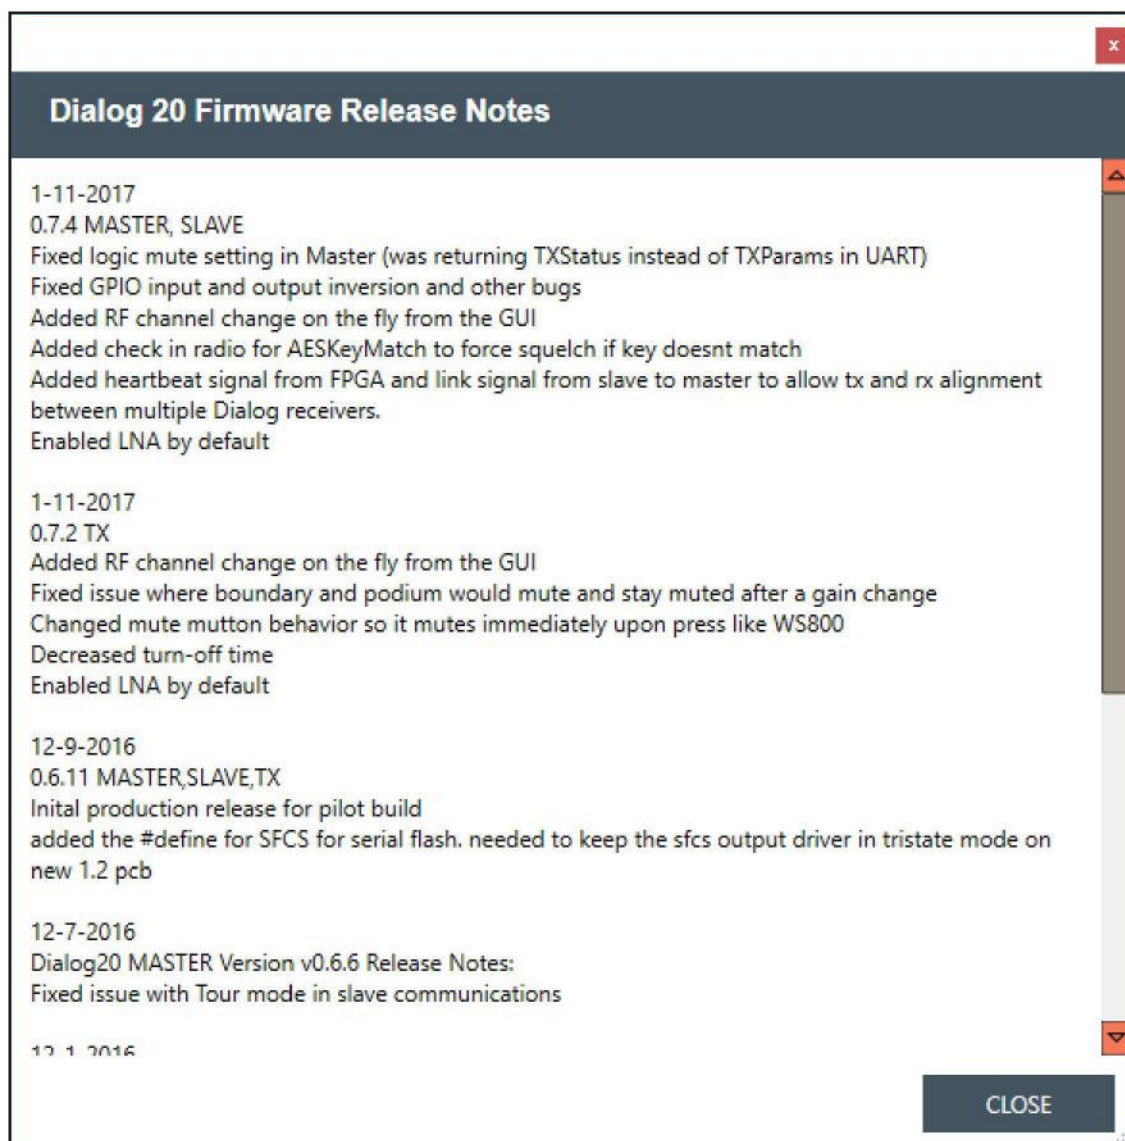 x
Dialog 20 Firmware Release Notes
1-11-2017
0.7.4 MASTER, SLAVE
Fixed logic mute setting in Master (was returning TXStatus instead of TXParams in UART)
Fixed GPIO input and output inversion and other bugs
Added RF channel change on the fly from the GUI
Added check in radio for AESKeyMatch to force squelch if key doesnt match
Added heartbeat signal from FPGA and link signal from slave to master to allow tx and rx alignment
between multiple Dialog receivers.
Enabled LNA by default
1-11-2017
0.7.2 TX
Added RF channel change on the fly from the GUI
Fixed issue where boundary and podium would mute and stay muted after a gain change
Changed mute mutton behavior so it mutes immediately upon press like WS800
Decreased turn-off time
Enabled LNA by default
12-9-2016
0.6.11 MASTER,SLAVE,TX
Inital production release for pilot build
added the #define for SFCS for serial flash. needed to keep the sfcs output driver in tristate mode on
new 1.2 pcb
12-7-2016
Dialog20 MASTER Version v0.6.6 Release Notes:
Fixed issue with Tour mode in slave communications
12-1-2016
CLOSE